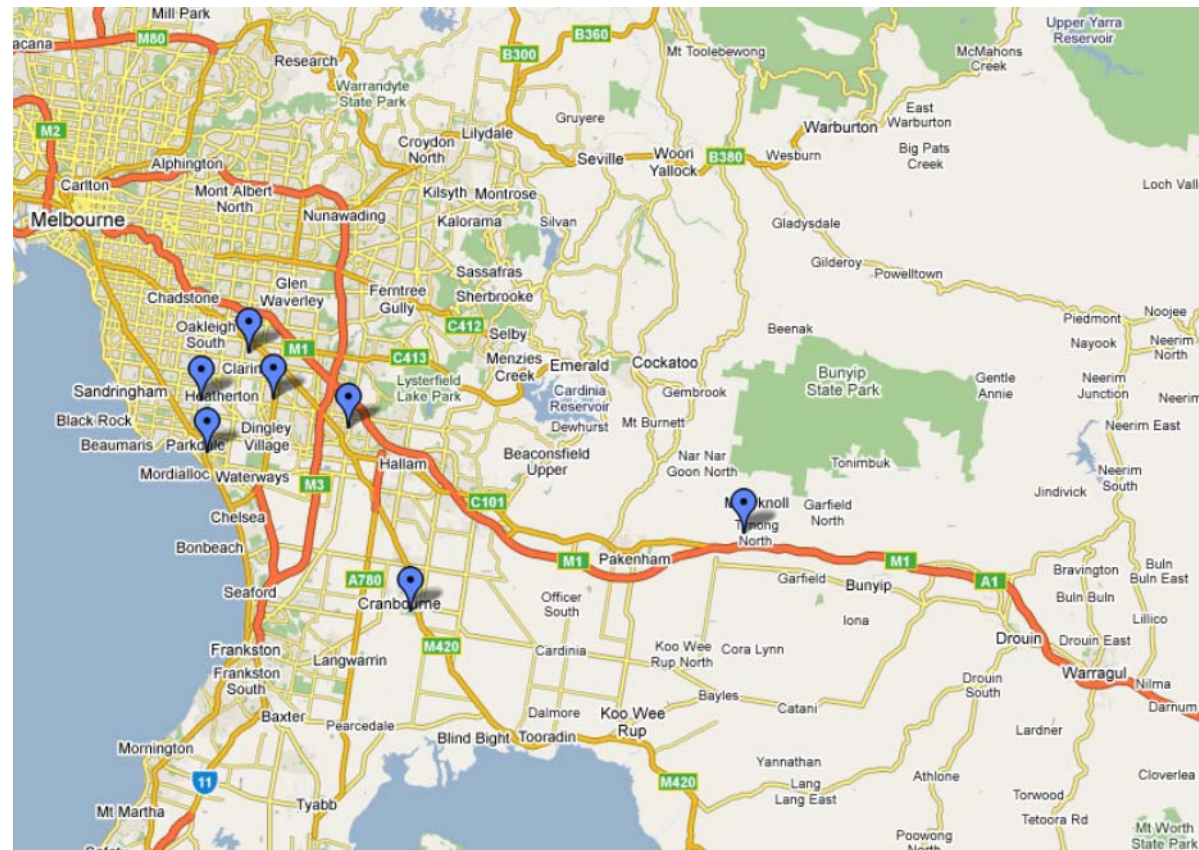 Mill Park
Upper Yarra
Reservoir
B360
M80
B300
Mt Toolebewong
McMahons
Creek
Research
Warrandyte
State Park
East
Warburton
Gruyere
M2
Lilydale
Warburton
Croydon
North
Big Pats
Creek
Alphington
Seville
Woori
Yallock
B380
Wesburn
Carlton
Mont Albert
North
Kilsyth
Montrose
Loch Vall
Melbourne
Nunawading
Kalorama
Silvan
Gladysdale
Gilderoy
Powelltown
Sassafras
Glen
Waverley
Ferntree
Gully
Sherbrooke
Chadstone
Piedmont
Noojee
Oakleigh
South
C412
Selby
Beenak
Nayook
Neerim
North
M1
C413
Menzies
Creek
Emerald
Cockatoo
Bunyip
State Park
Gentle
Annie
Neerim
Junction
Sandringham
Heatherton
Lysterfield
Lake Park
Cardinia
Reservoir
Gembrook
Neerim
Black Rock
Dingley
Village
Dewhurst
Mt Burnett
Neerim East
Beaumaris
Beaconsfield
Upper
Nar Nar
Goon North
Tonimbuk
Mordialloc
Waterways
Hallam
Neerim
South
M3
Jindivick
C101
Garfield
North
Chelsea
North
Bonbeach
M1
Pakenham
M1
A1
Bravington
Buln
Buln East
A780
Garfield
Bunyip
Seaford
Officer
South
Buln Buln
Cranbourne
Iona
Lillico
Frankston
M420
Cardinia
Koo Wee
Rup North
Cora Lynn
Drouin
Drouin East
Langwarrin
Frankston
South
Warragul
Nilma
Drouin
South
Bayles
Catani
Darnum
Baxter
Pearcedale
Dalmore
Koo Wee
Rup
Lardner
Mornington
Blind Bight
Tooradin
Yannathan
11
M420
Lang
Lang East
Athlone
Cloverlea
Mt Martha
Tyabb
Torwood
Tetoora Rd
Poowong
Mt Worth
State Park